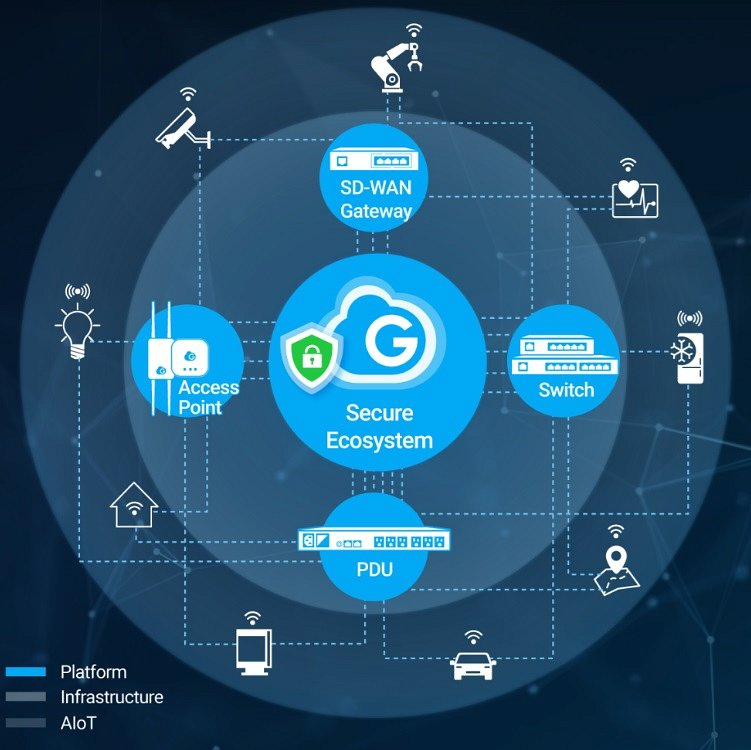 SD-WAN
Gateway
G
Access
Point
Secure
Ecosystem
Switch
PDU
Platform
Infrastructure
AIoT